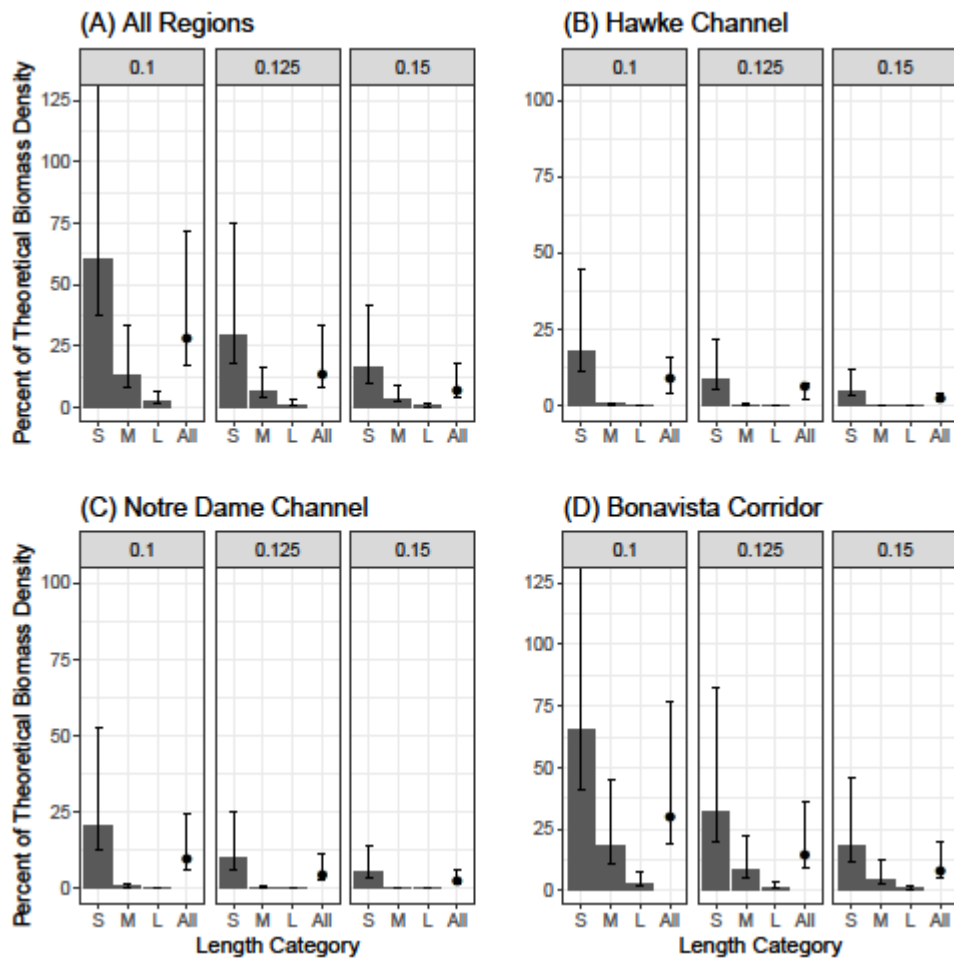 (A) All Regions
(B) Hawke Channel
0.1 0.125 0.15
0.1 0.125 0.15
Percent of Theoretical Biomass Density
125
100
75
50
25
0
100
75
50
25
0
S M L All S M L All S M L All
S M L All S M L All S M L All
(C) Notre Dame Channel
(D) Bonavista Corridor
0.1 0.125 0.15
0.1 0.125 0.15
Percent of Theoretical Biomass Density
100
75
50
25
0
125
100
75
50
25
0
S M L All S M L All S M L All
S M L All S M L All S M L All
Length Category
Length Category